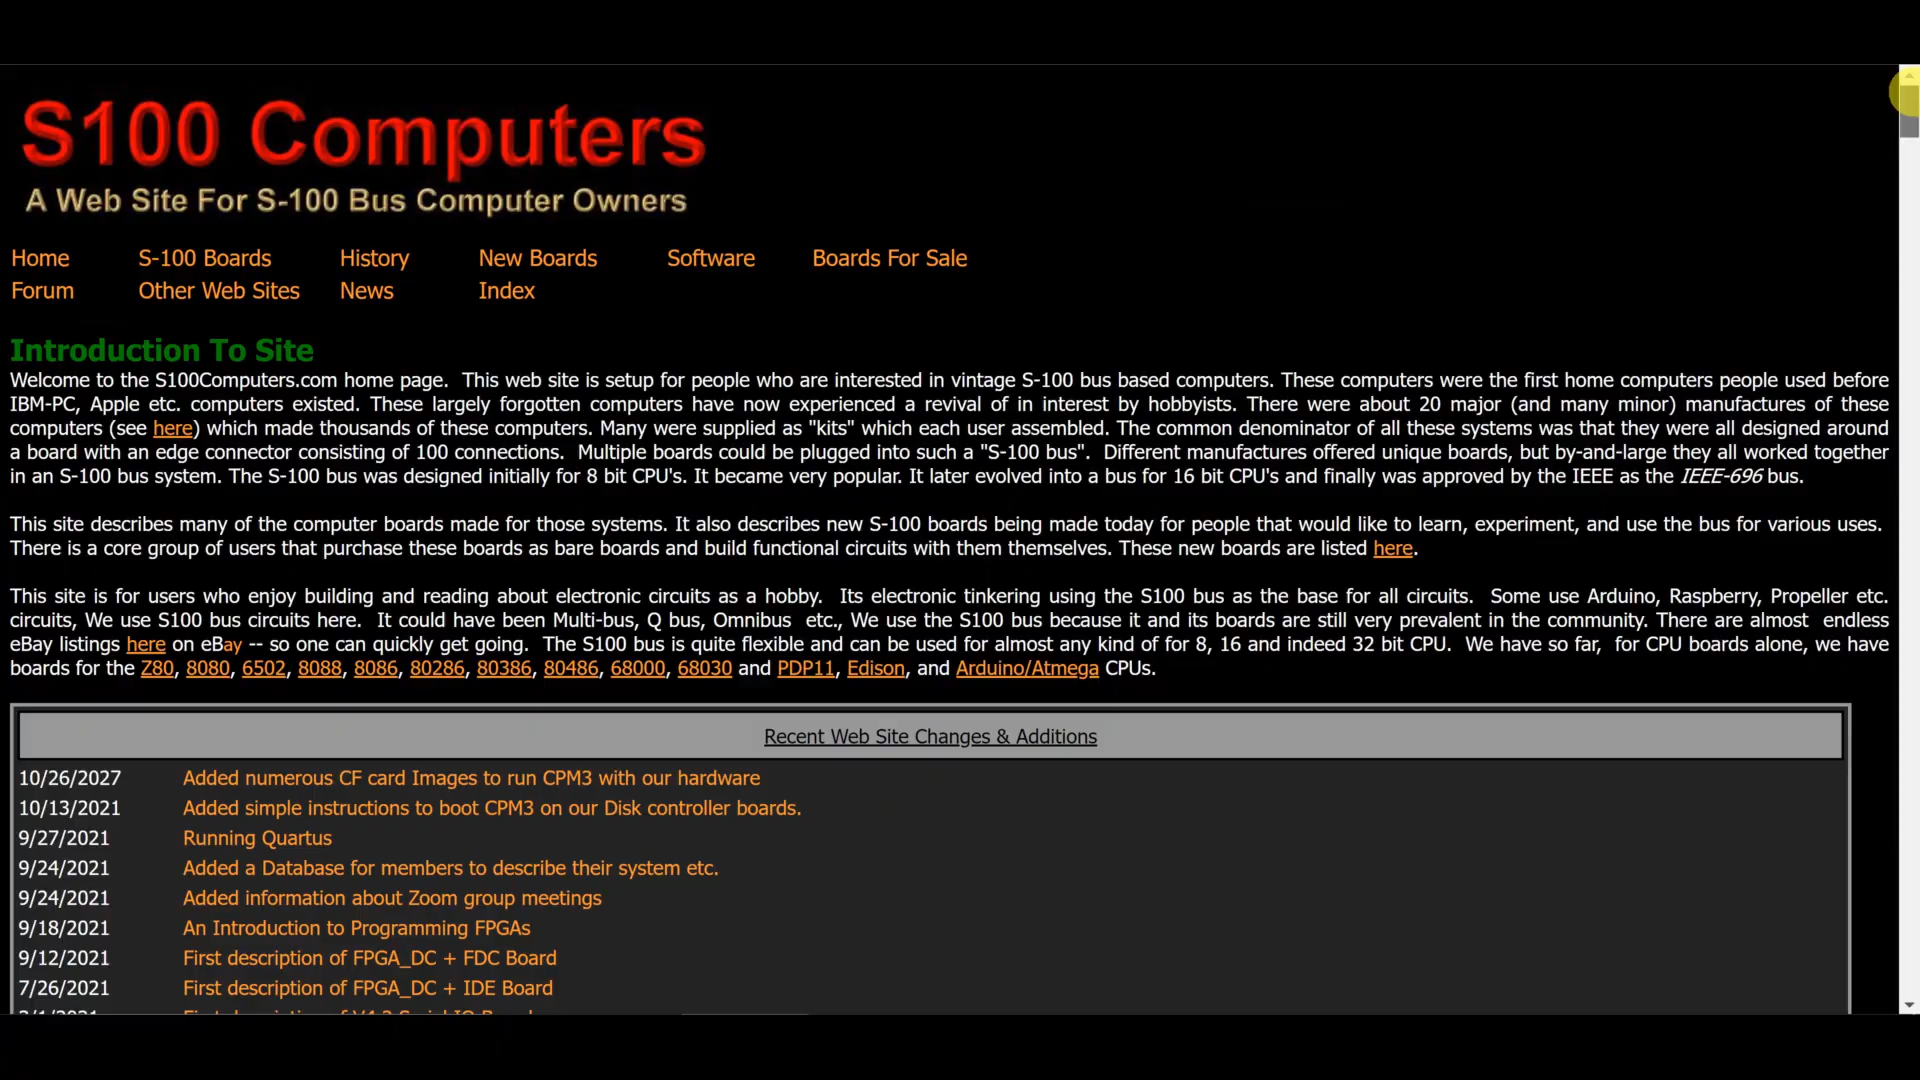 S100 Computers
A Web Site For S-100 Bus Computer Owners
Home S-100 Boards History New Boards Software Boards For Sale
Forum Other Web Sites News Index
Introduction To Site
Welcome to the S100Computers.com home page. This web site is setup for people who are interested in vintage S-100 bus based computers. These computers were the first home computers people used before
IBM-PC, Apple etc. computers existed. These largely forgotten computers have now experienced a revival of in interest by hobbyists. There were about 20 major (and many minor) manufactures of these
computers (see here) which made thousands of these computers. Many were supplied as "kits" which each user assembled. The common denominator of all these systems was that they were all designed around
a board with an edge connector consisting of 100 connections. Multiple boards could be plugged into such a "S-100 bus". Different manufactures offered unique boards, but by-and-large they all worked together
in an S-100 bus system. The S-100 bus was designed initially for 8 bit CPU's. It became very popular. It later evolved into a bus for 16 bit CPU's and finally was approved by the IEEE as the IEEE-696 bus.
This site describes many of the computer boards made for those systems. It also describes new S-100 boards being made today for people that would like to learn, experiment, and use the bus for various uses.
There is a core group of users that purchase these boards as bare boards and build functional circuits with them themselves. These new boards are listed here.
This site is for users who enjoy building and reading about electronic circuits as a hobby. Its electronic tinkering using the S100 bus as the base for all circuits. Some use Arduino, Raspberry, Propeller etc.
circuits, We use S100 bus circuits here. It could have been Multi-bus, Q bus, Omnibus etc., We use the S100 bus because it and its boards are still very prevalent in the community. There are almost endless
eBay listings here on eBay -- so one can quickly get going. The S100 bus is quite flexible and can be used for almost any kind of for 8, 16 and indeed 32 bit CPU. We have so far, for CPU boards alone, we have
boards for the Z80, 8080, 6502, 8088, 8086, 80286, 80386, 80486, 68000, 68030 and PDP11, Edison, and Arduino/Atmega CPUs.
Recent Web Site Changes & Additions
10/26/2027 Added numerous CF card Images to run CPM3 with our hardware
10/13/2021 Added simple instructions to boot CPM3 on our Disk controller boards.
9/27/2021 Running Quartus
9/24/2021 Added a Database for members to describe their system etc.
9/24/2021 Added information about Zoom group meetings
9/18/2021 An Introduction to Programming FPGAs
9/12/2021 First description of FPGA_DC + FDC Board
7/26/2021 First description of FPGA_DC + IDE Board